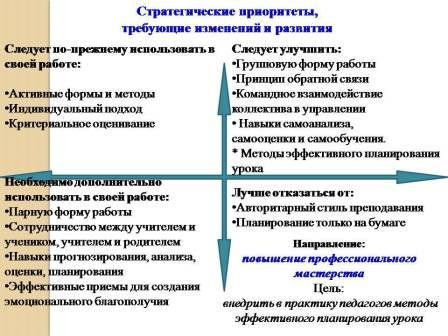 Стратегические приоритеты,
требующие изменений и развития
Следует по-прежнему использовать в
своей работе:
•Активные формы и методы
•Индивидуальный подход
•Критериальное оценивание
Следует улучшить:
•Грушовую форму работы
•Принцип обратной связи
•Командное взаимодействие
коллектива в управлении
• Навыки самоанализа,
самооценки и самообучения.
* Методы эффективного планирования
урока
Необходимо дополнительно
использовать в своей работе:
•Парную форму работы
•Сотрудничество между учителем и
учеником, учителем и родителем
•Навыки прогнозирования, анализа,
оценки, планирования
•Эффективные приемы для создания
эмоционального благополучия
Лучше отказаться от:
•Авторитарный стиль преподавания
•Планирование только на бумаге
Направление:
повышение профессионального
мастерства
Цель:
внедрить в практику педагогов методы
эффективного планирования урока